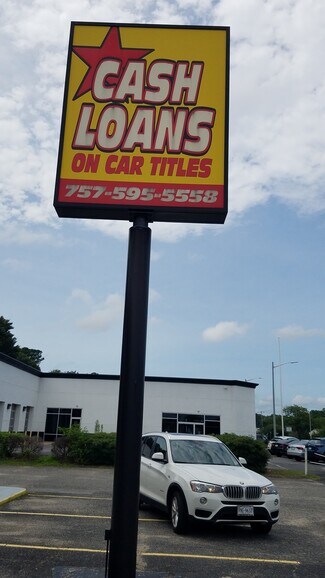 CASH
LOANS
ON CAR TITLES
757-595-5558